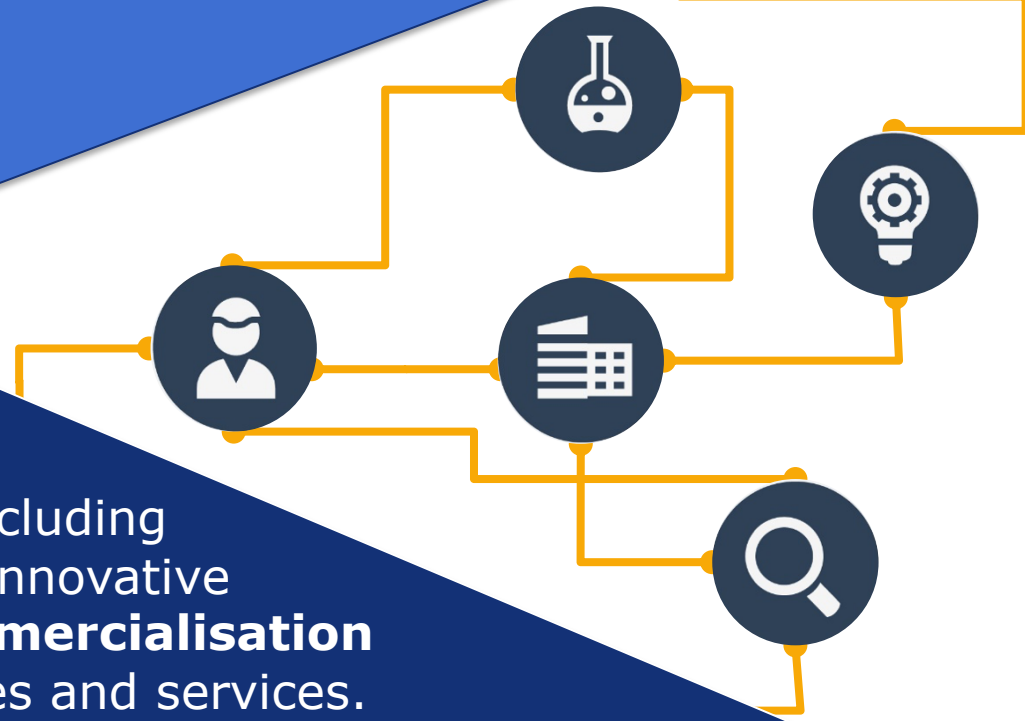 cluding
nnovative
mercialisation
es and services.